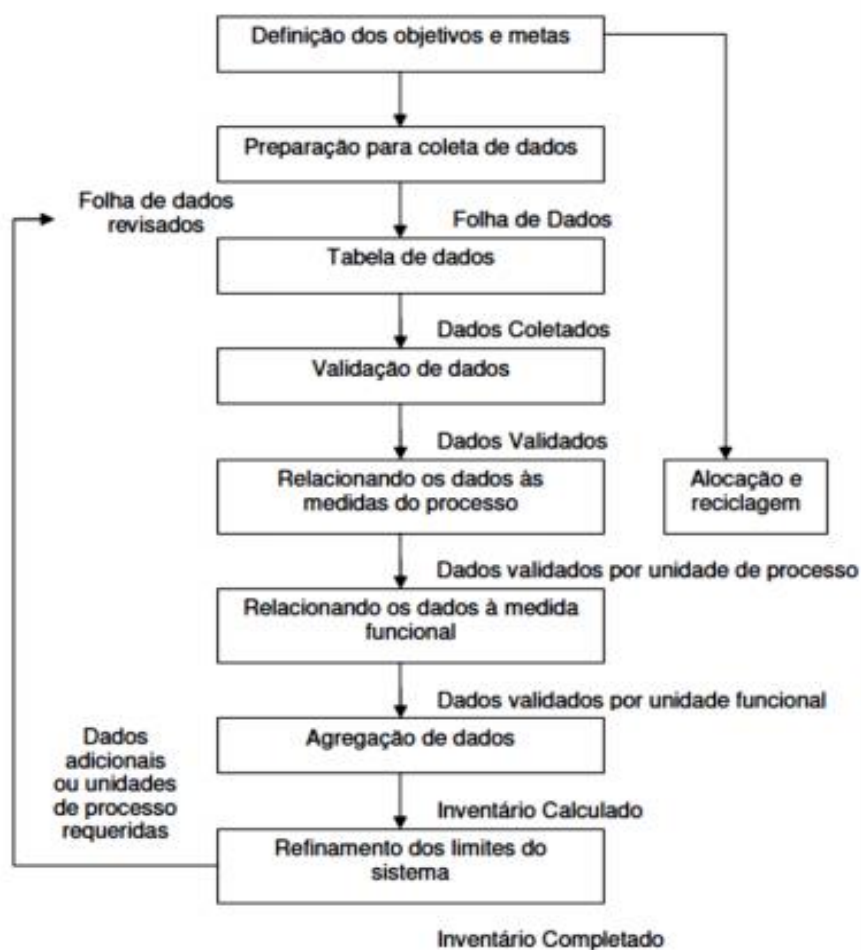 Definição dos objetivos e metas
Preparação para coleta de dados
Folha de dados
revisados
Folha de Dados
Tabela de dados
Dados Coletados
Validação de dados
Dados Validados
Relacionando os dados às
medidas do processo
Alocação e
reciclagem
Dados validados por unidade de processo
Relacionando os dados à medida
funcional
Dados validados por unidade funcional
Agregação de dados
Dados
adicionais
ou unidades
de processo
requeridas
Inventário Calculado
Refinamento dos limites do
sistema
Inventário Completado